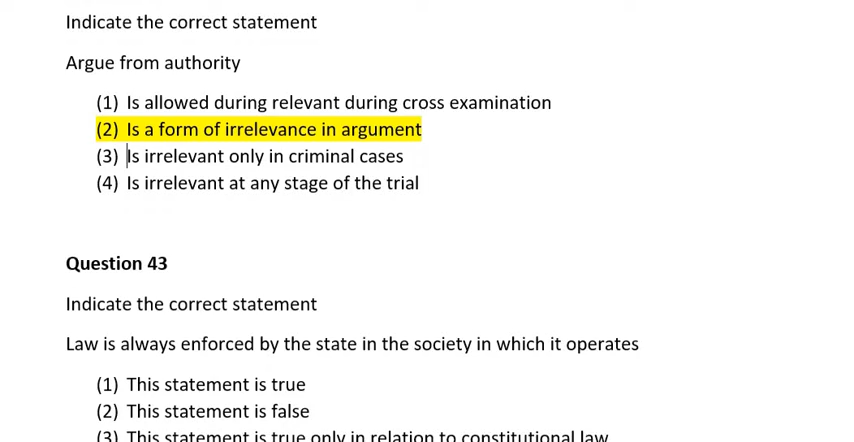 Indicate the correct statement
Argue from authority
(1) Is allowed during relevant during cross examination
(2) Is a form of irrelevance in argument
(3) Is irrelevant only in criminal cases
(4) Is irrelevant at any stage of the trial
Question 43
Indicate the correct statement
Law is always enforced by the state in the society in which it operates
(1) This statement is true
(2) This statement is false
(3) This statement is true only in relation to constitutional law